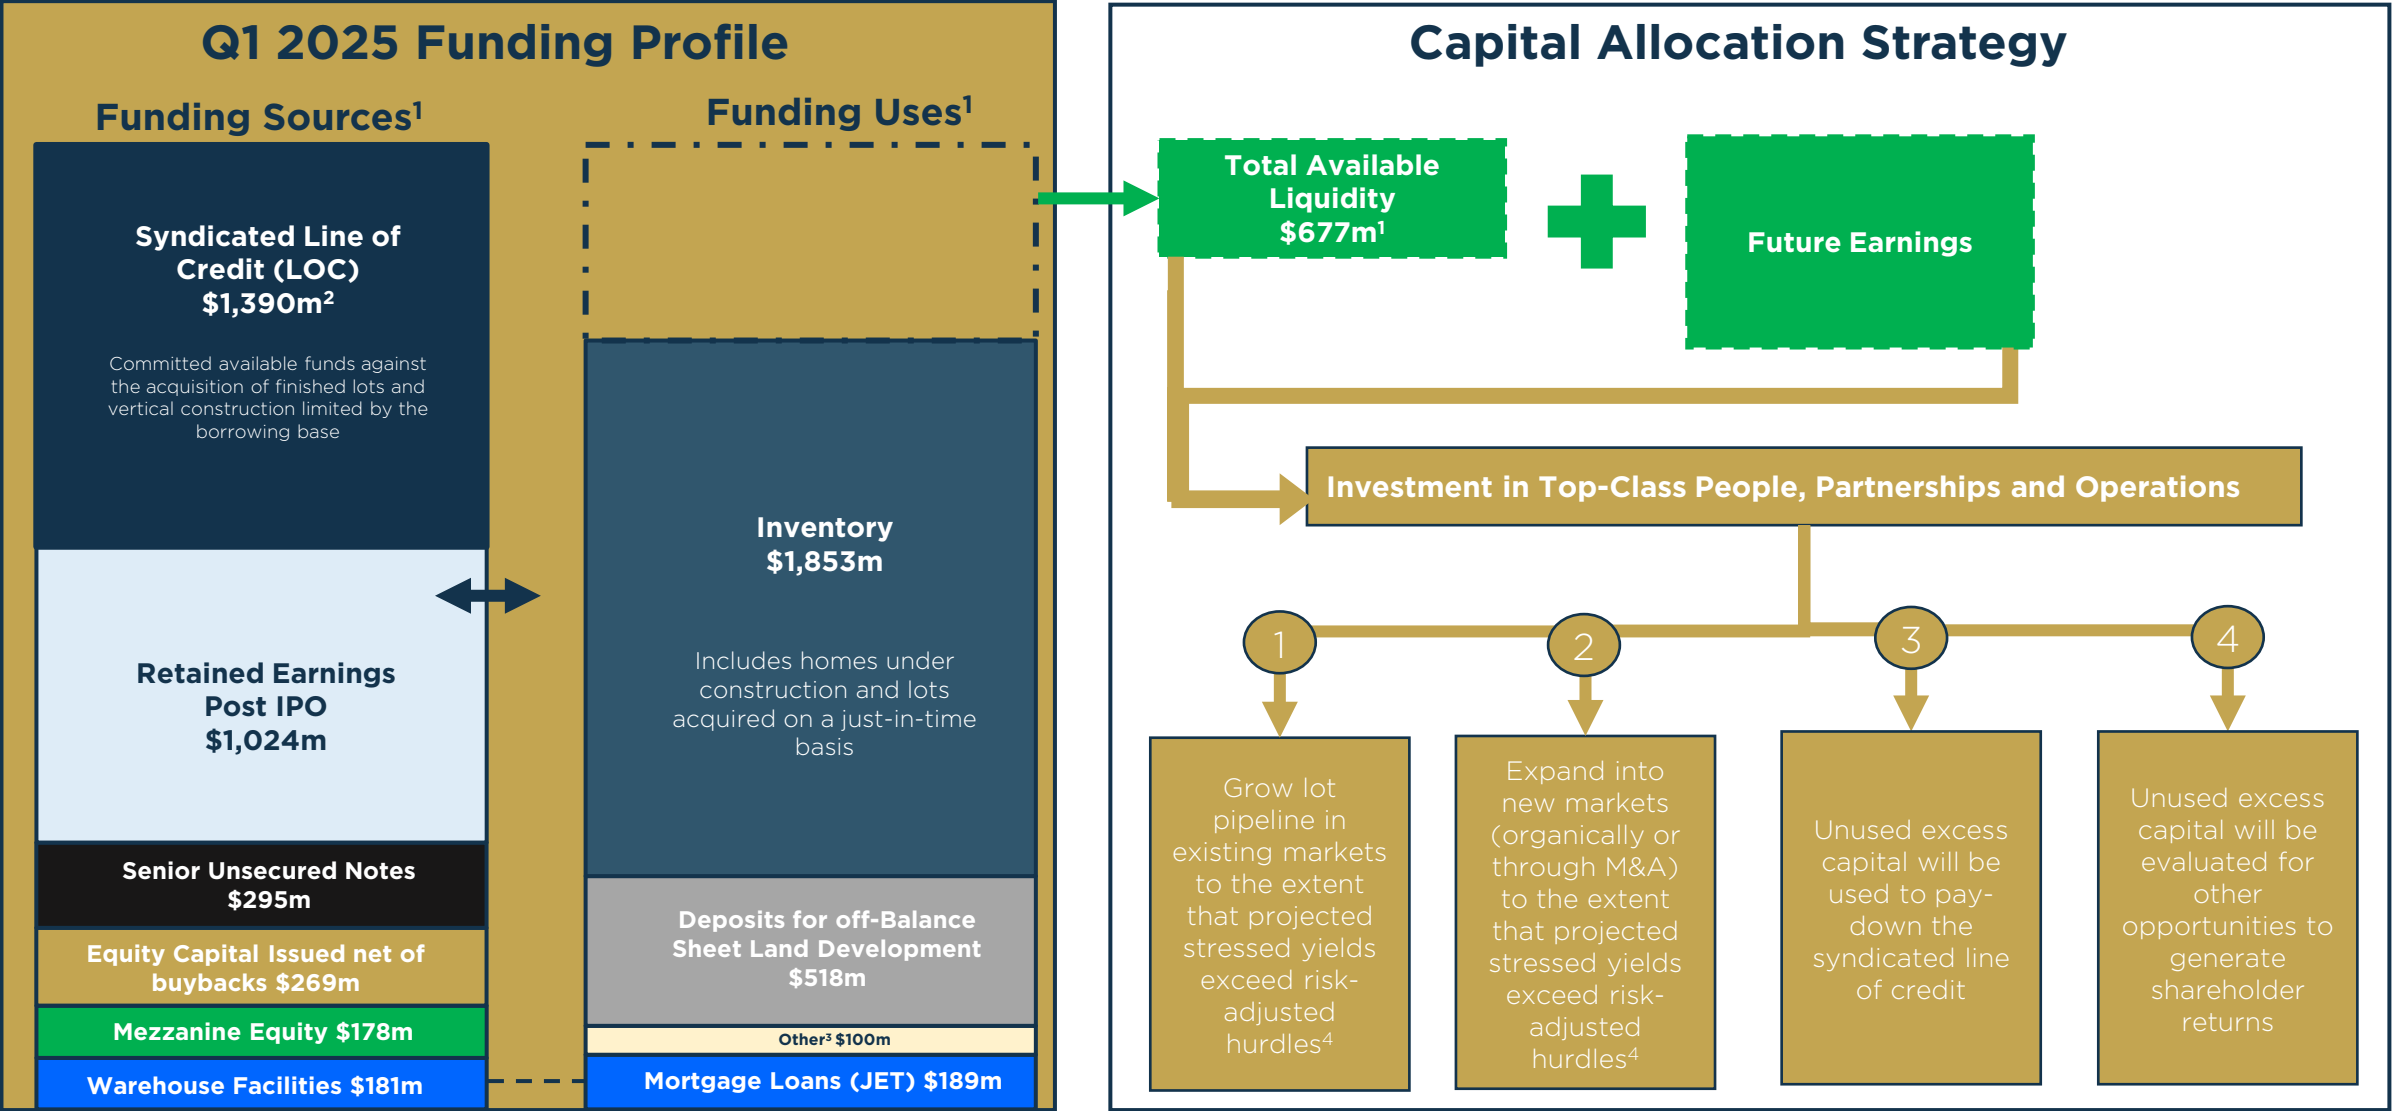 Q1 2025 Funding Profile
Funding Sources¹
Syndicated Line of
Credit (LOC)
$1,390m²
Committed available funds against
the acquisition of finished lots and
vertical construction limited by the
borrowing base
Retained Earnings
Post IPO
$1,024m
Senior Unsecured Notes
$295m
Equity Capital Issued net of
buybacks $269m
Mezzanine Equity $178m
Warehouse Facilities $181m
Funding Uses¹
Inventory
$1,853m
Includes homes under
construction and lots
acquired on a just-in-time
basis
Deposits for off-Balance
Sheet Land Development
$518m
Other³ $100m
Mortgage Loans (JET) $189m
Capital Allocation Strategy
Total Available
Liquidity
$677m¹
Future Earnings
Investment in Top-Class People, Partnerships and Operations
1
Grow lot
pipeline in
existing markets
to the extent
that projected
stressed yields
exceed risk-
adjusted
hurdles⁴
2
Expand into
new markets
(organically or
through M&A)
to the extent
that projected
stressed yields
exceed risk-
adjusted
hurdles⁴
3
Unused excess
capital will be
used to pay-
down the
syndicated line
of credit
4
Unused excess
capital will be
evaluated for
other
opportunities to
generate
shareholder
returns